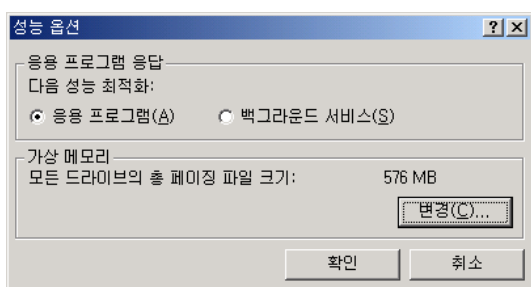 성능 옵션
응용 프로그램 응답
다음 성능 최적화:
응용 프로그램(A) 백그라운드 서비스(S)
가상 메모리
모든 드라이브의 총 페이징 파일 크기: 576 MB
변경(C)...
확인 취소